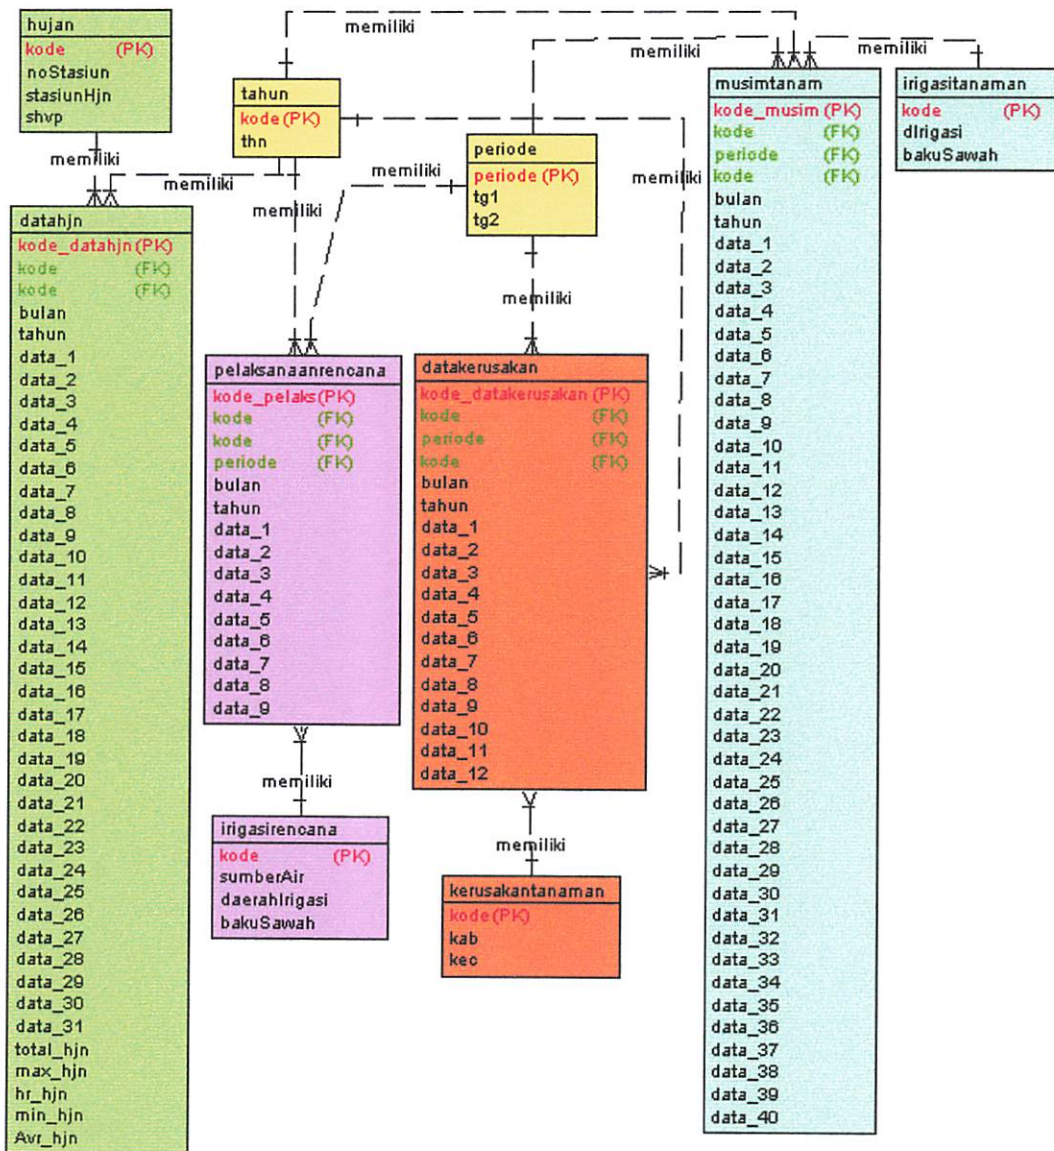 hujan
kode (PK)
noStasiun
stasiunHjn
shvp
memiliki
tahun
kode (PK)
thn
memiliki
periode
periode (PK)
tg1
tg2
memiliki
musimtanam
kode_musim (PK)
kode (FK)
periode (FK)
kode (FK)
bulan
tahun
data_1
data_2
data_3
data_4
data_5
data_6
data_7
data_8
data_9
data_10
data_11
data_12
data_13
data_14
data_15
data_16
data_17
data_18
data_19
data_20
data_21
data_22
data_23
data_24
data_25
data_26
data_27
data_28
data_29
data_30
data_31
data_32
data_33
data_34
data_35
data_36
data_37
data_38
data_39
data_40
memiliki
irigasitanaman
kode (PK)
dIrigasi
bakuSawah
memiliki
memiliki
memiliki
memiliki
datahjn
kode_datahjn (PK)
kode (FK)
kode (FK)
bulan
tahun
data_1
data_2
data_3
data_4
data_5
data_6
data_7
data_8
data_9
data_10
data_11
data_12
data_13
data_14
data_15
data_16
data_17
data_18
data_19
data_20
data_21
data_22
data_23
data_24
data_25
data_26
data_27
data_28
data_29
data_30
data_31
total_hjn
max_hjn
hr_hjn
min_hjn
Avr_hjn
pelaksanaanrencana
kode_pelaks (PK)
kode (FK)
kode (FK)
periode (FK)
bulan
tahun
data_1
data_2
data_3
data_4
data_5
data_6
data_7
data_8
data_9
memiliki
irigasirencana
kode (PK)
sumberAir
daerahIrigasi
bakuSawah
datakerusakan
kode_datakerusakan (PK)
kode (FK)
periode (FK)
kode (FK)
bulan
tahun
data_1
data_2
data_3
data_4
data_5
data_6
data_7
data_8
data_9
data_10
data_11
data_12
memiliki
kerusakantanaman
kode (PK)
kab
kec